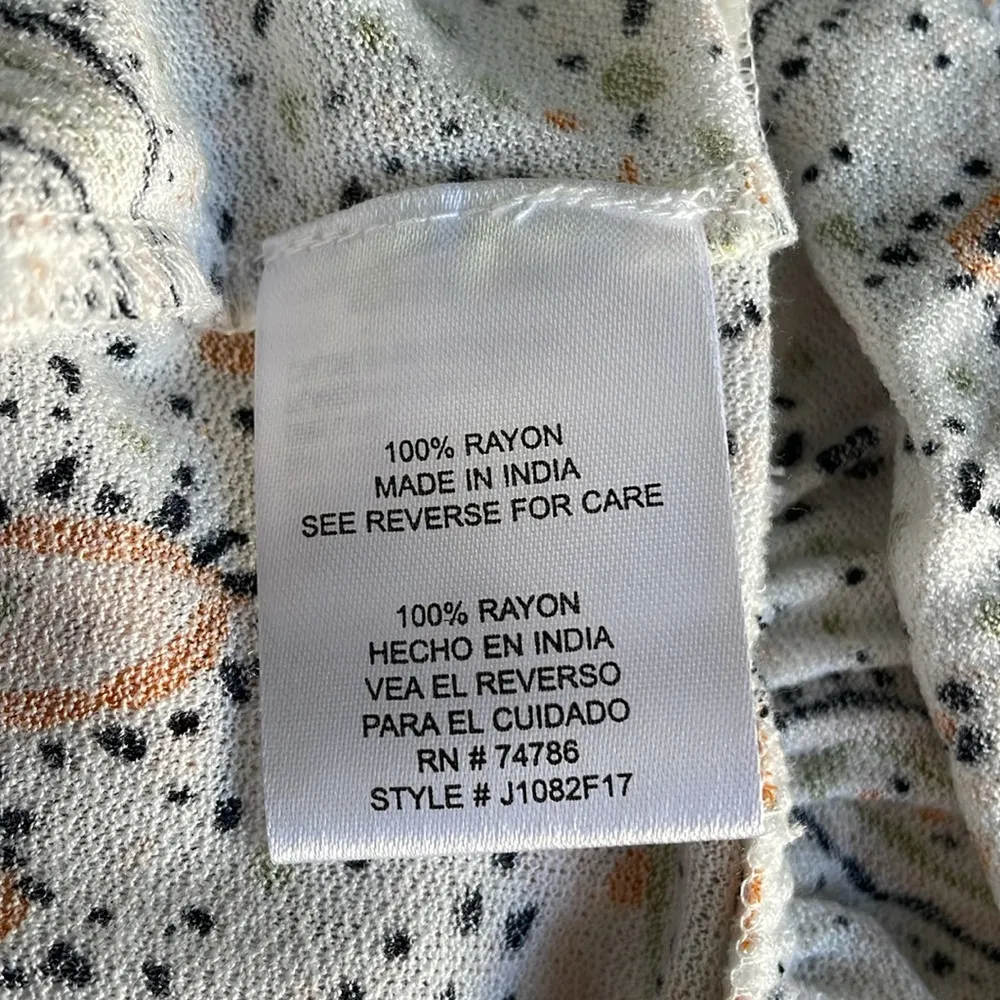 100% RAYON
MADE IN INDIA
SEE REVERSE FOR CARE
100% RAYON
HECHO EN INDIA
VEA EL REVERSO
PARA EL CUIDADO
RN # 74786
STYLE # J1082F17